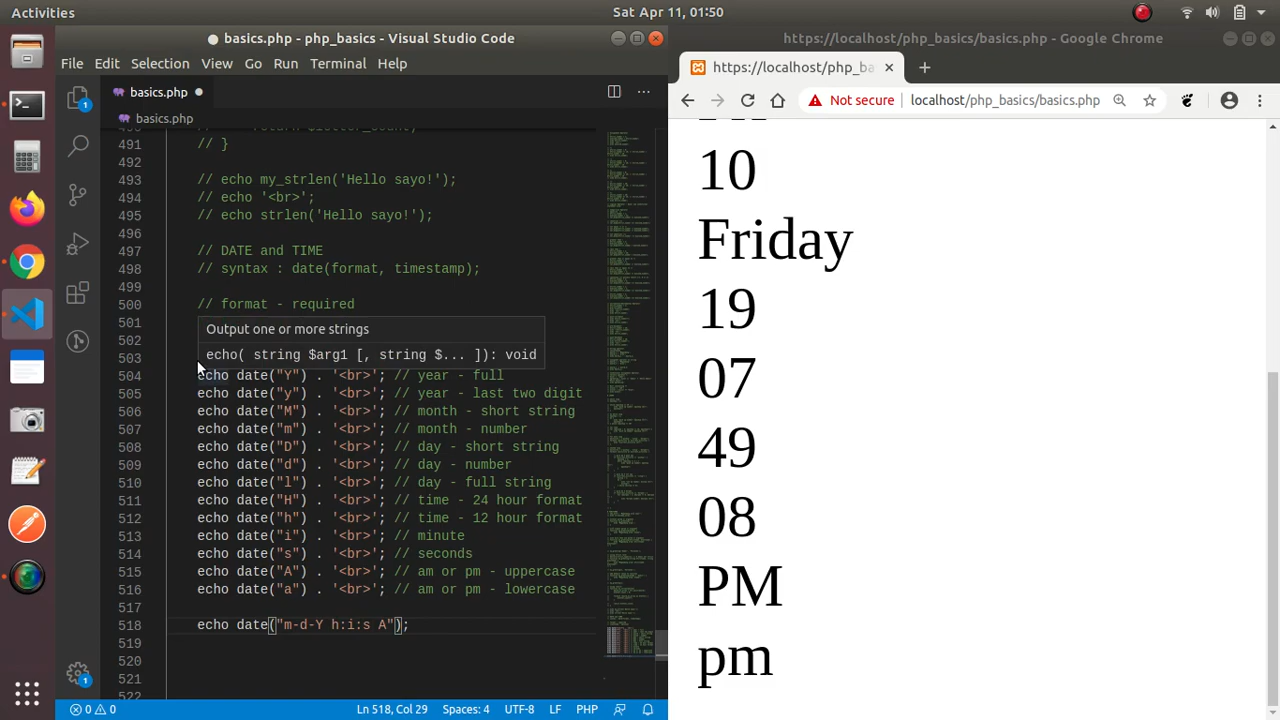 Activities
Sat Apr 11, 01:50
● basics.php - php_basics - Visual Studio Code
File Edit Selection View Go Run Terminal Help
basics.php ●
basics.php
491 // }
492
493 // echo my_strlen('Hello sayo!');
494 // echo '<br>';
495 // echo strlen('Hello sayo!');
496
497 // DATE and TIME
498 // syntax : date(format, timestamp);
499
500 // format - required
501
502
503
Output one or more strings
echo( string $arg1 [, string $... ]): void
504 echo date("Y") . '<br>'; // year - full
505 echo date("y") . '<br>'; // year - last two digit
506 echo date("M") . '<br>'; // month - short string
507 echo date("m") . '<br>'; // month - number
508 echo date("D") . '<br>'; // day - short string
509 echo date("d") . '<br>'; // day - number
510 echo date("l") . '<br>'; // day - full string
511 echo date("H") . '<br>'; // time - 24 hour format
512 echo date("h") . '<br>'; // time - 12 hour format
513 echo date("i") . '<br>'; // minute
514 echo date("s") . '<br>'; // seconds
515 echo date("A") . '<br>'; // am or pm - uppercase
516 echo date("a") . '<br>'; // am or pm - lowercase
517
518 echo date("m-d-Y h:i:s A");
519
520
521
522
1
1
0 0
Ln 518, Col 29
Spaces: 4
UTF-8
LF
PHP
https://localhost/php_basics/basics.php - Google Chrome
https://localhost/php_ba
Not secure
localhost/php_basics/basics.php
10
Friday
19
07
49
08
PM
pm